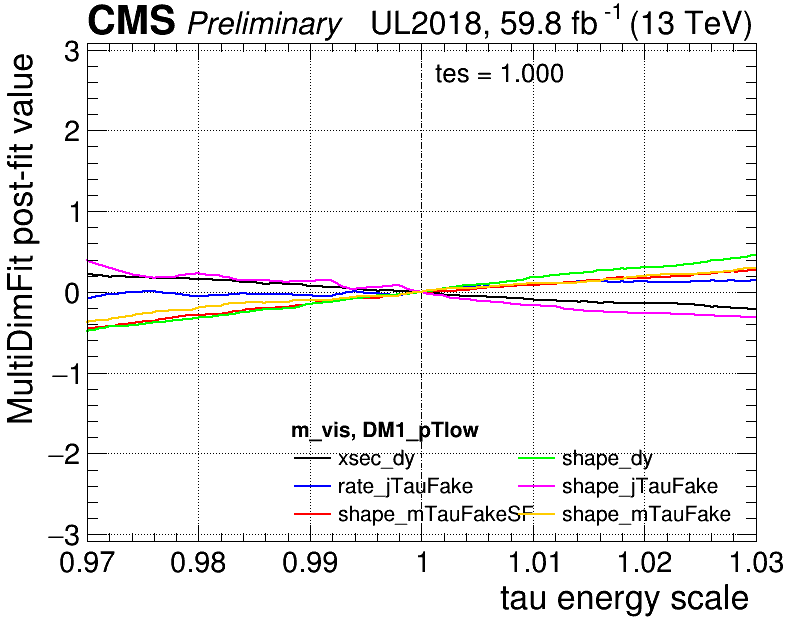 CMS Preliminary UL2018, 59.8 fb⁻¹ (13 TeV)
MultiDimFit post-fit value
3
2
1
0
−1
−2
−3
tes = 1.000
m_vis, DM1_pTlow
xsec_dy shape_dy
rate_jTauFake shape_jTauFake
shape_mTauFakeSF shape_mTauFake
0.97 0.98 0.99 1 1.01 1.02 1.03
tau energy scale